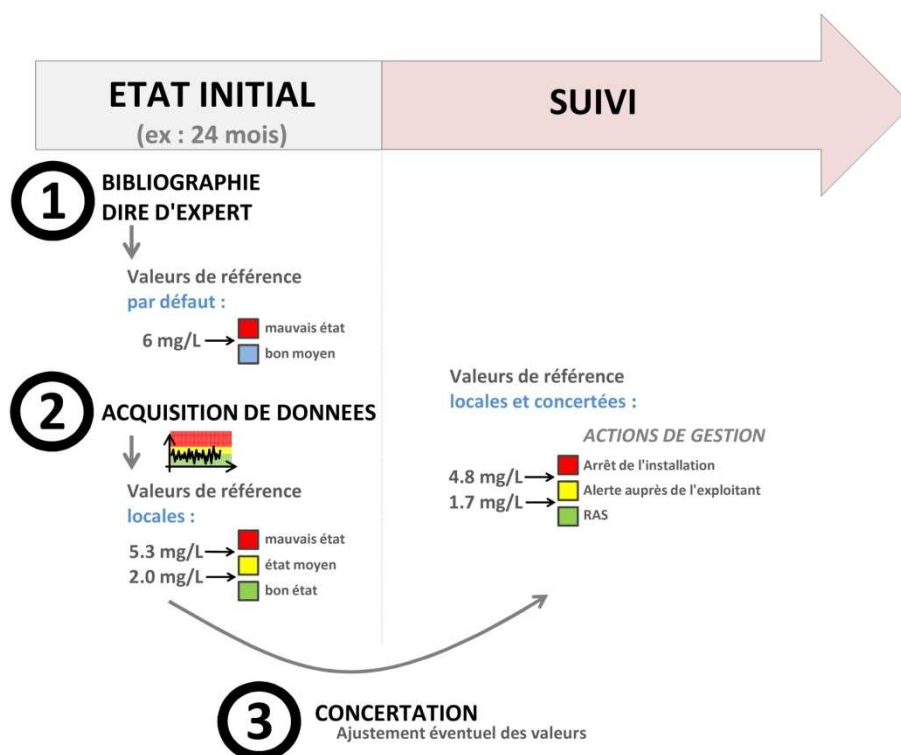 ETAT INITIAL
(ex : 24 mois)
SUIVI
1
BIBLIOGRAPHIE
DIRE D'EXPERT
Valeurs de référence
par défaut :
6 mg/L
mauvais état
bon moyen
2
ACQUISITION DE DONNEES
Valeurs de référence
locales :
5.3 mg/L
2.0 mg/L
mauvais état
état moyen
bon état
Valeurs de référence
locales et concertées :
ACTIONS DE GESTION
4.8 mg/L
1.7 mg/L
Arrêt de l'installation
Alerte auprès de l'exploitant
RAS
3
CONCERTATION
Ajustement éventuel des valeurs